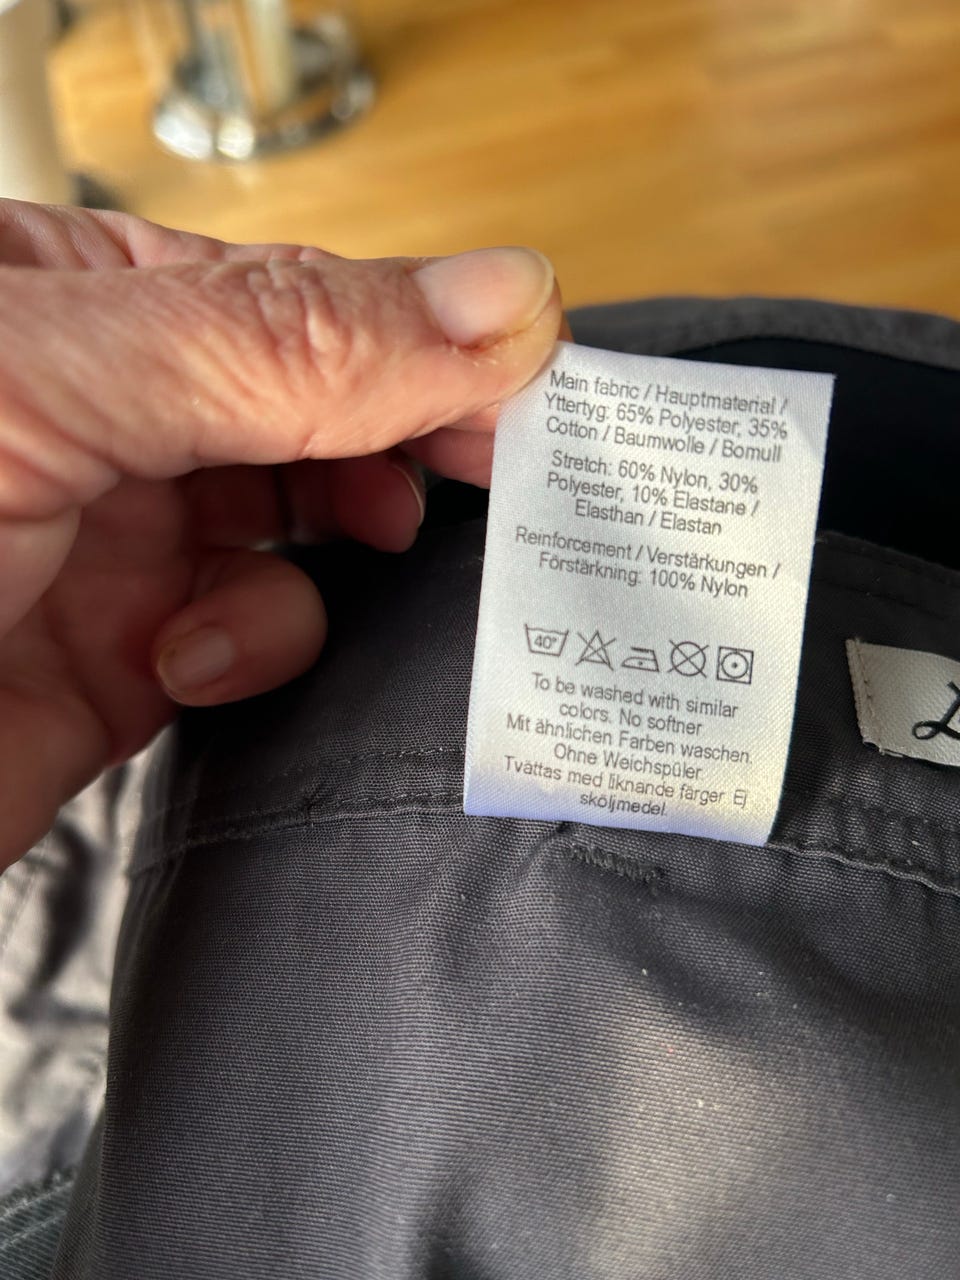 Main fabric / Hauptmaterial /
Yttertyg: 65% Polyester, 35%
Cotton / Baumwolle / Bomull
Stretch: 60% Nylon, 30%
Polyester, 10% Elastane /
Elasthan / Elastan
Reinforcement / Verstärkungen /
Förstärkning: 100% Nylon
40°
To be washed with similar
colors. No softner
Mit ähnlichen Farben waschen.
Ohne Weichspüler.
Tvättas med liknande färger. Ej
sköljmedel.